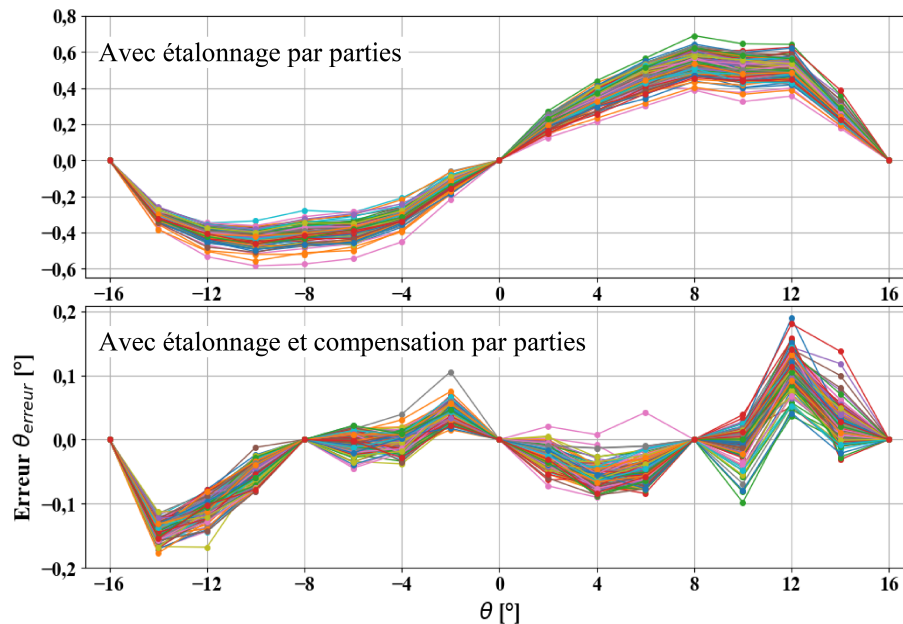 0,8
Avec étalonnage par parties
0,6
0,4
0,2
0,0
−0,2
−0,4
−0,6
−16 −12 −8 −4 0 4 8 12 16
0,2
Avec étalonnage et compensation par parties
0,1
0,0
−0,1
0,2
−16 −12 −8 −4 0 4 8 12 16
Erreur θerreur [°]
θ [°]